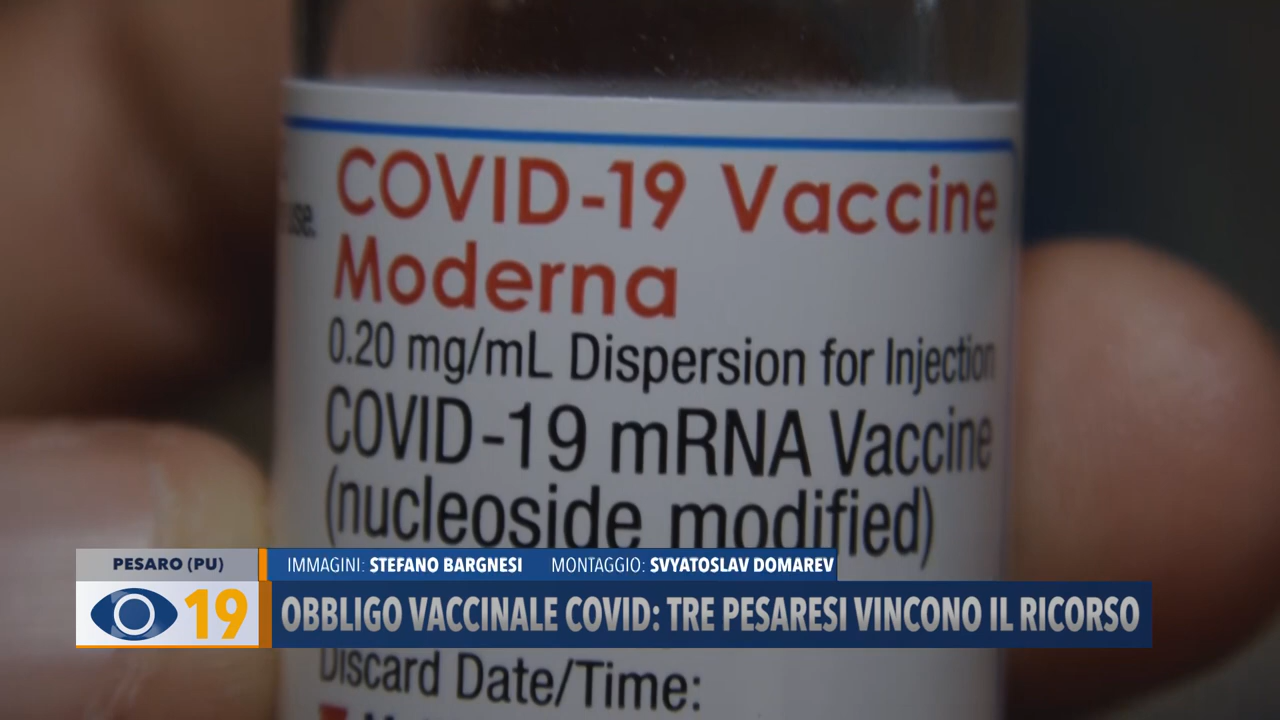 use.
COVID-19 Vaccine
Moderna
0.20 mg/mL Dispersion for Injection
COVID-19 mRNA Vaccine
(nucleoside modified)
PESARO (PU)
IMMAGINI: STEFANO BARGNESI MONTAGGIO: SVYATOSLAV DOMAREV
19
OBBLIGO VACCINALE COVID: TRE PESARESI VINCONO IL RICORSO
Discard Date/Time: